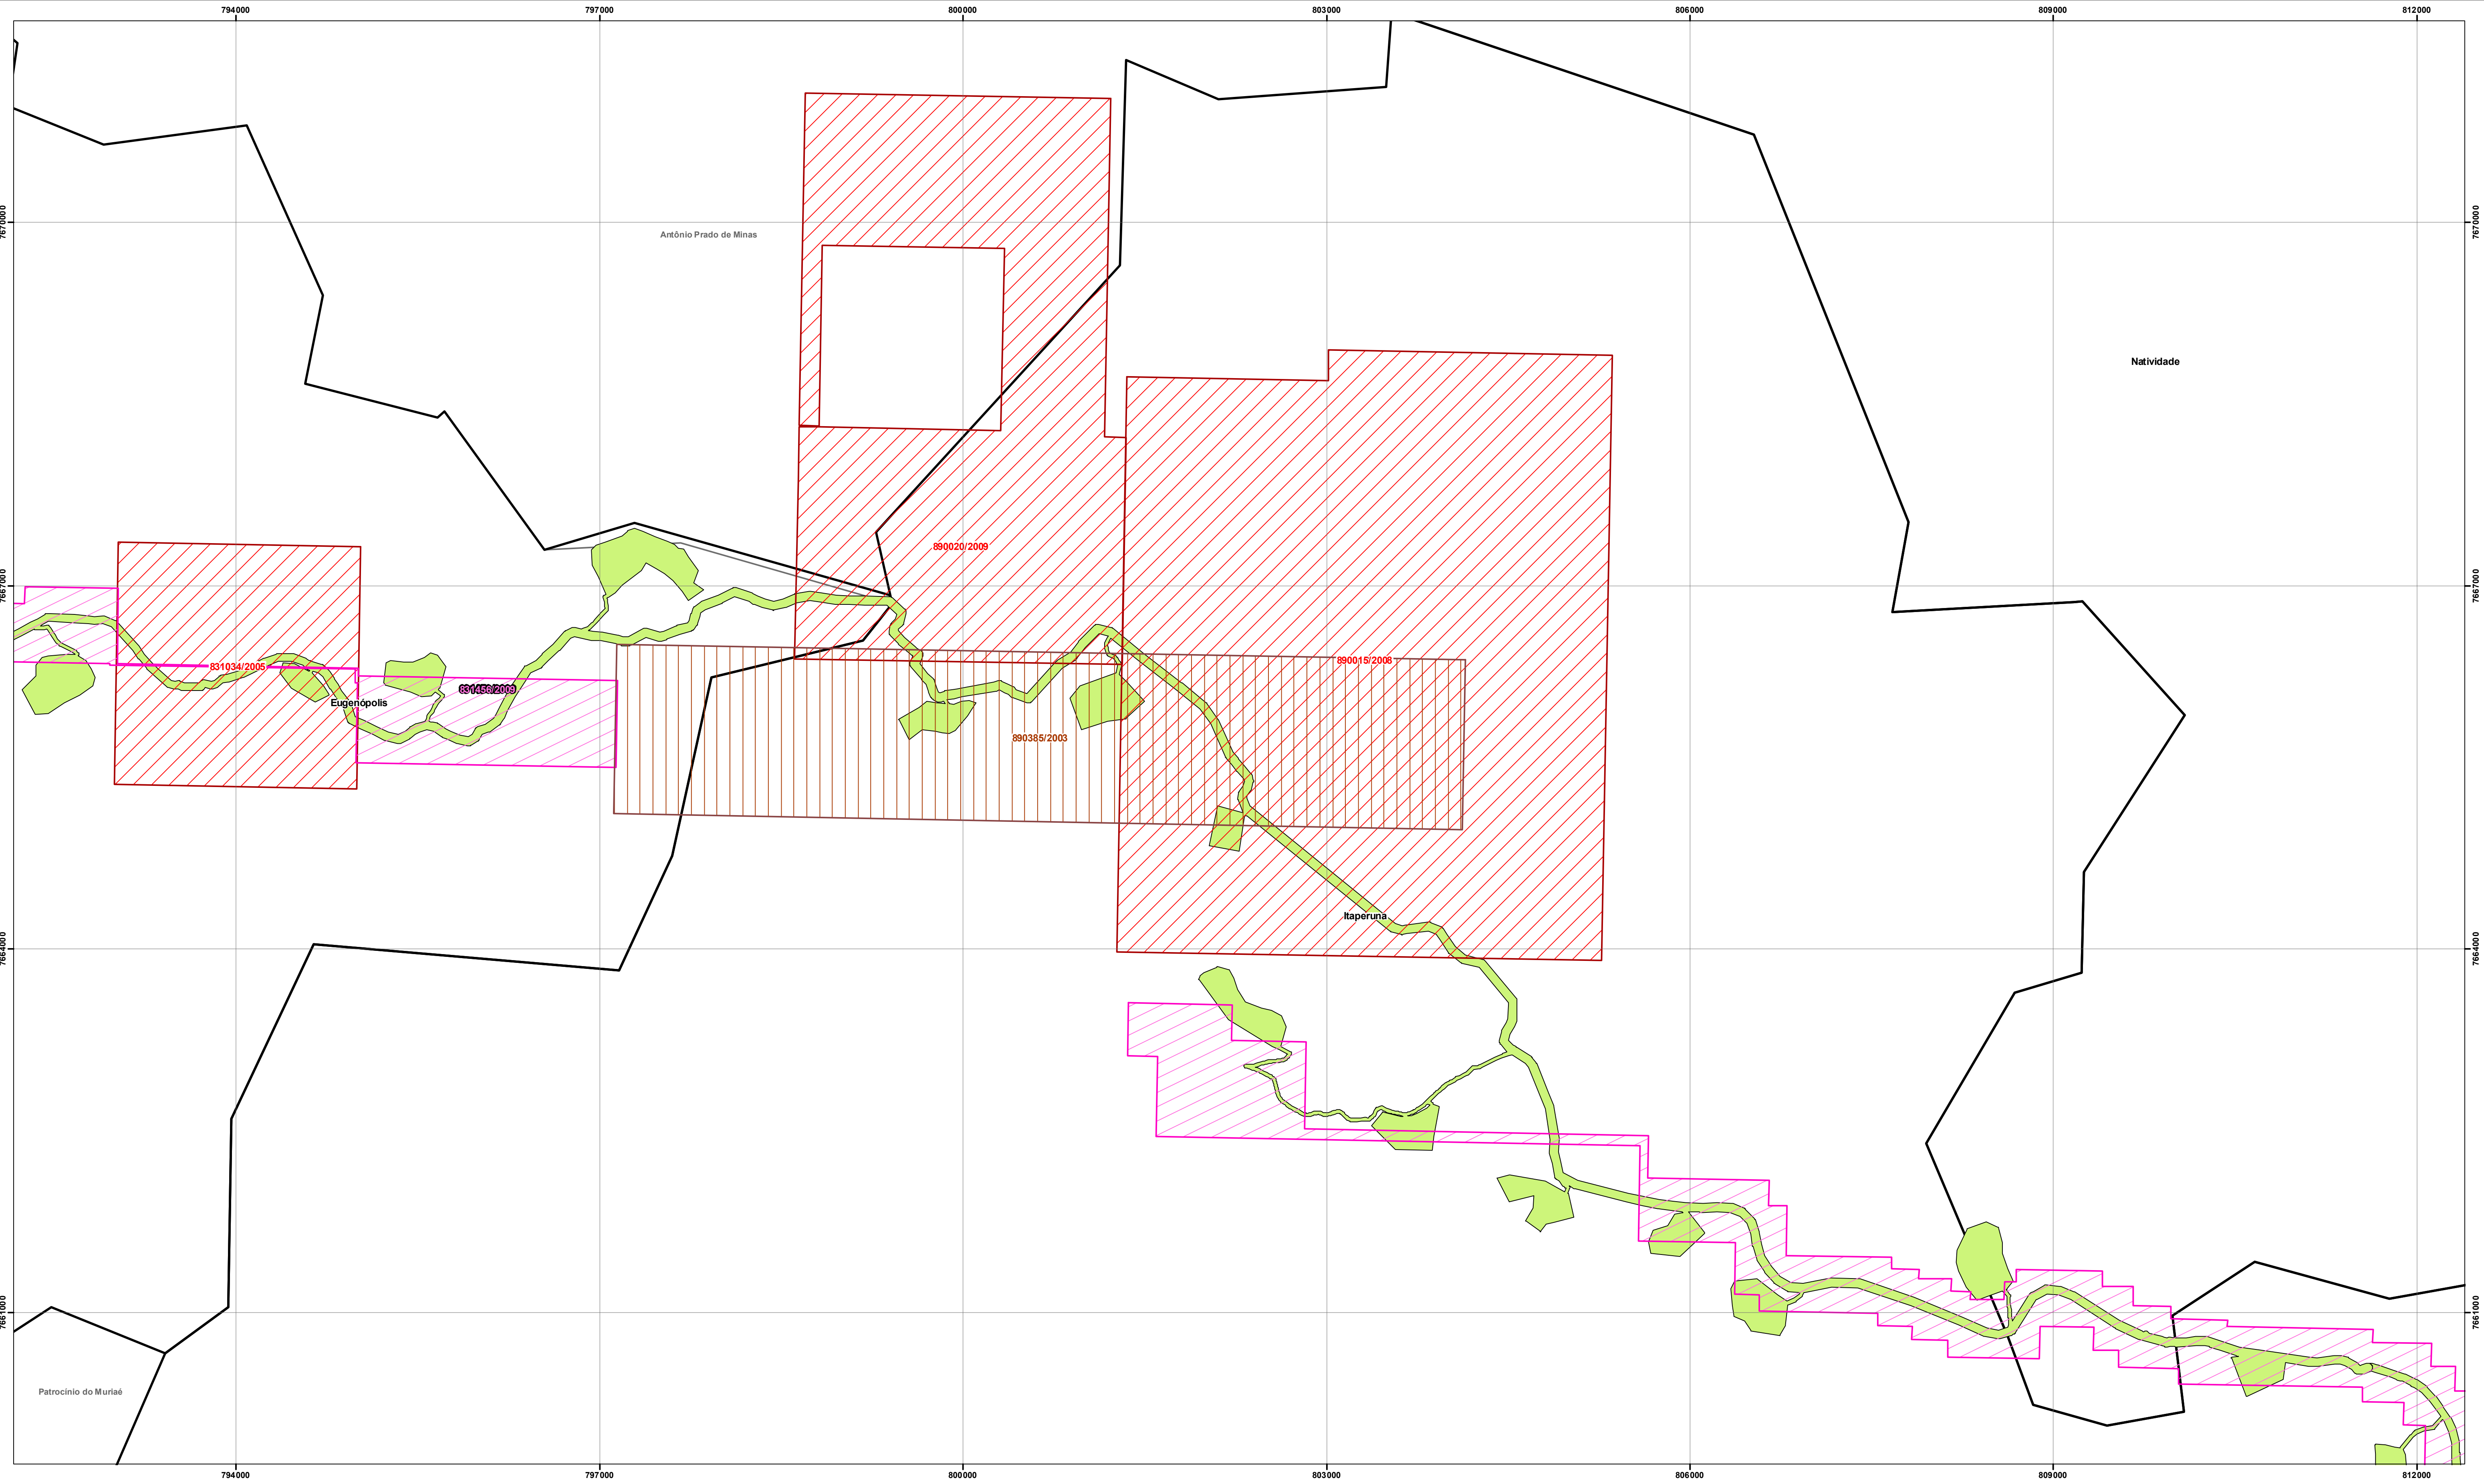 794000 797000 800000 803000 806000 809000 812000
7670000 7670000
Antônio Prado de Minas
Natividade
890020/2009
7667000 7667000
831034/2005 890015/2008
831458/2009
Eugenópolis
890385/2003
Itaperuna
7664000 7664000
7661000 7661000
Patrocínio do Muriaé
794000 797000 800000 803000 806000 809000 812000